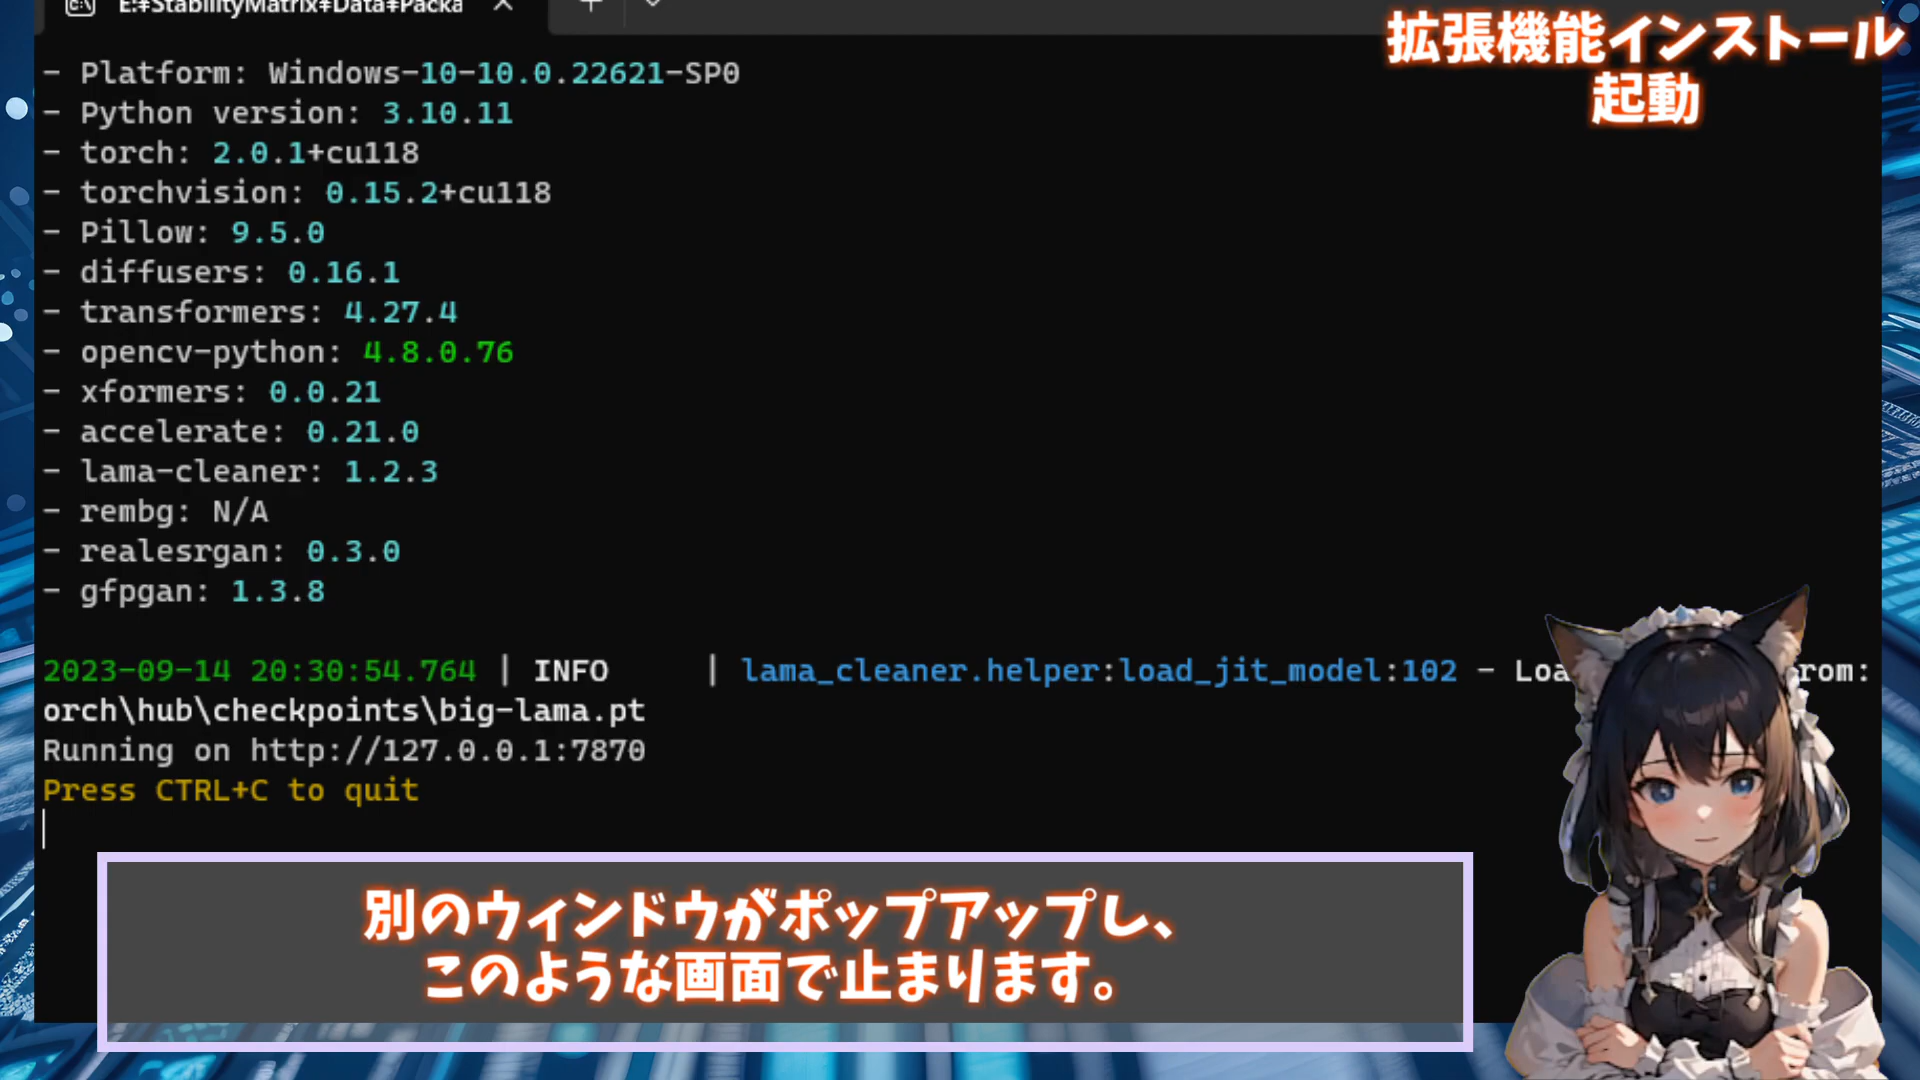 E:¥StabilityMatrix¥Data¥Packa
拡張機能インストール
起動
- Platform: Windows-10-10.0.22621-SP0
- Python version: 3.10.11
- torch: 2.0.1+cu118
- torchvision: 0.15.2+cu118
- Pillow: 9.5.0
- diffusers: 0.16.1
- transformers: 4.27.4
- opencv-python: 4.8.0.76
- xformers: 0.0.21
- accelerate: 0.21.0
- lama-cleaner: 1.2.3
- rembg: N/A
- realesrgan: 0.3.0
- gfpgan: 1.3.8
2023-09-14 20:30:54.764 | INFO | lama_cleaner.helper:load_jit_model:102 - Loa rom:
orch\hub\checkpoints\big-lama.pt
Running on http://127.0.0.1:7870
Press CTRL+C to quit
別のウィンドウがポップアップし、
このような画面で止まります。